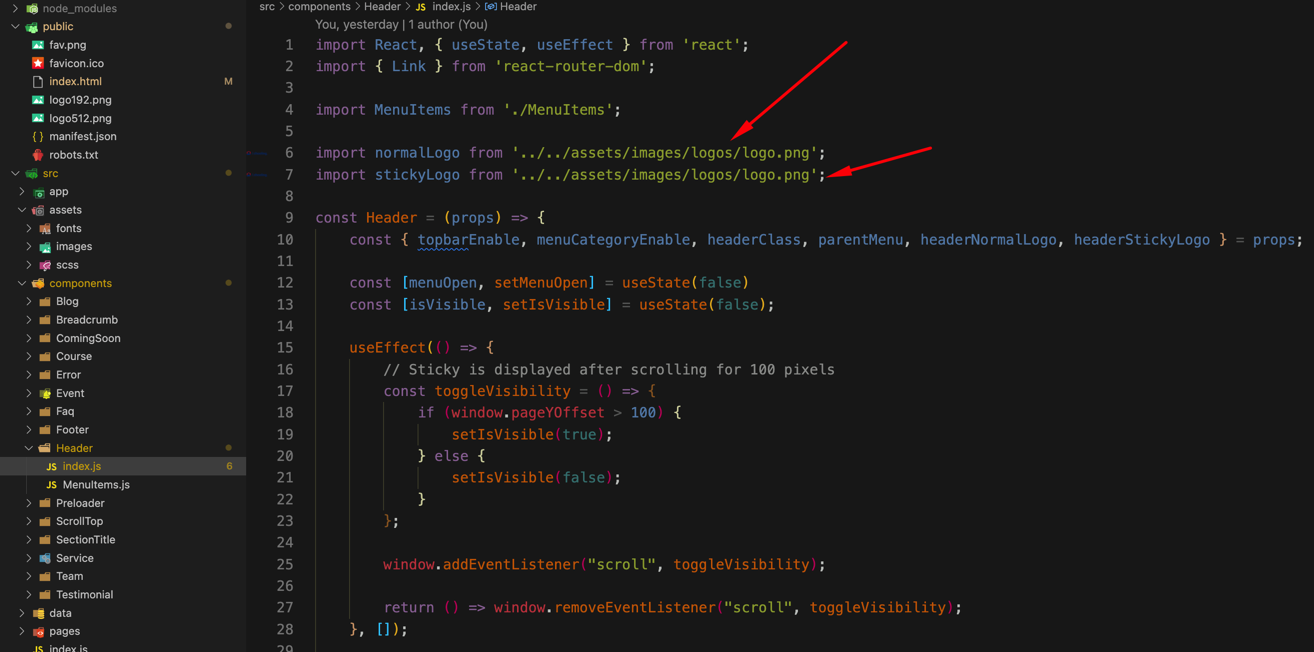 node_modules
public
fav.png
favicon.ico
index.html M
logo192.png
logo512.png
{ } manifest.json
robots.txt
src
app
assets
fonts
images
scss
components
Blog
Breadcrumb
ComingSoon
Course
Error
Event
Faq
Footer
Header
JS index.js 6
JS MenuItems.js
Preloader
ScrollTop
SectionTitle
Service
Team
Testimonial
data
pages
JS index.js
src > components > Header > JS index.js > Header
You, yesterday | 1 author (You)
1 import React, { useState, useEffect } from 'react';
2 import { Link } from 'react-router-dom';
3
4 import MenuItems from './MenuItems';
5
6 import normalLogo from '../../assets/images/logos/logo.png';
7 import stickyLogo from '../../assets/images/logos/logo.png';
8
9 const Header = (props) => {
10 const { topbarEnable, menuCategoryEnable, headerClass, parentMenu, headerNormalLogo, headerStickyLogo } = props;
11
12 const [menuOpen, setMenuOpen] = useState(false)
13 const [isVisible, setIsVisible] = useState(false);
14
15 useEffect(() => {
16 // Sticky is displayed after scrolling for 100 pixels
17 const toggleVisibility = () => {
18 if (window.pageYOffset > 100) {
19 setIsVisible(true);
20 } else {
21 setIsVisible(false);
22 }
23 };
24
25 window.addEventListener("scroll", toggleVisibility);
26
27 return () => window.removeEventListener("scroll", toggleVisibility);
28 }, []);
29